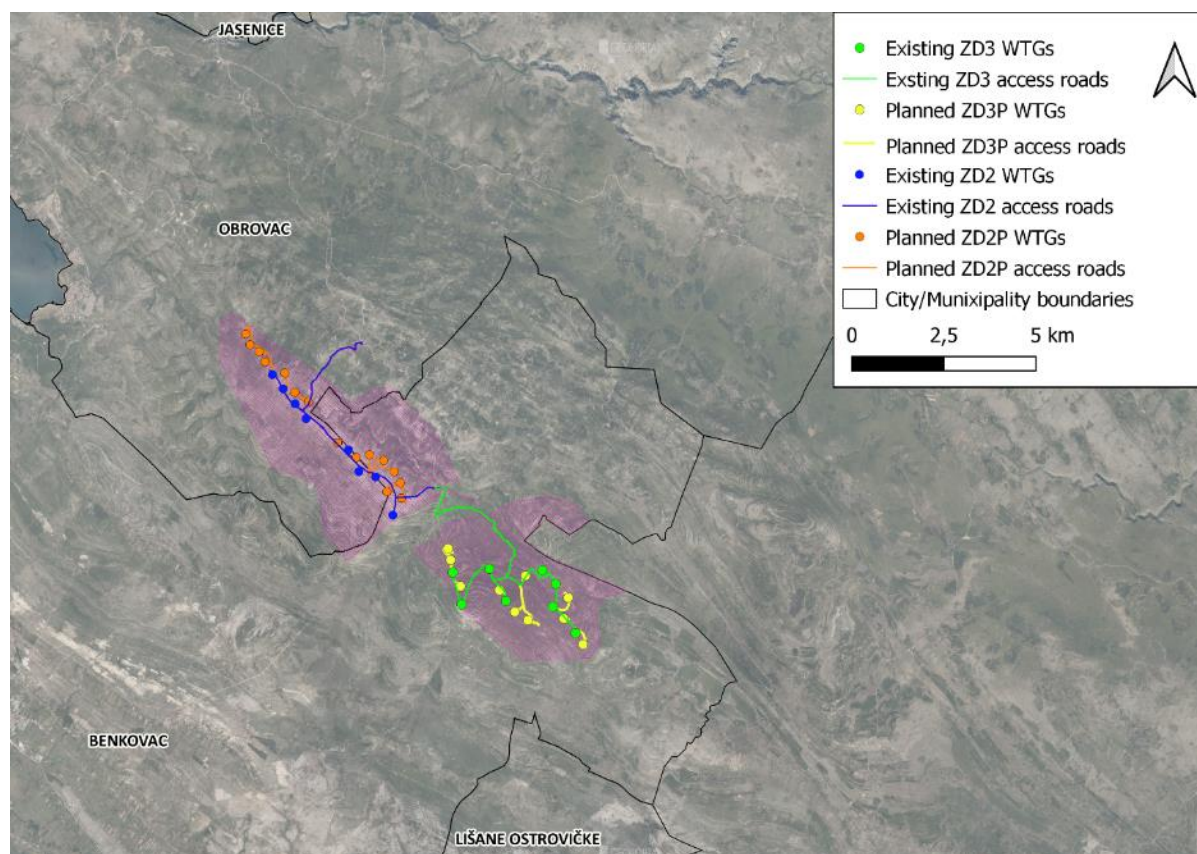 JASENICE
OBROVAC
BENKOVAC
LIŠANE OSTROVIČKE
Existing ZD3 WTGs
Exsting ZD3 access roads
Planned ZD3P WTGs
Planned ZD3P access roads
Existing ZD2 WTGs
Existing ZD2 access roads
Planned ZD2P WTGs
Planned ZD2P access roads
City/Munixipality boundaries
0 2,5 5 km